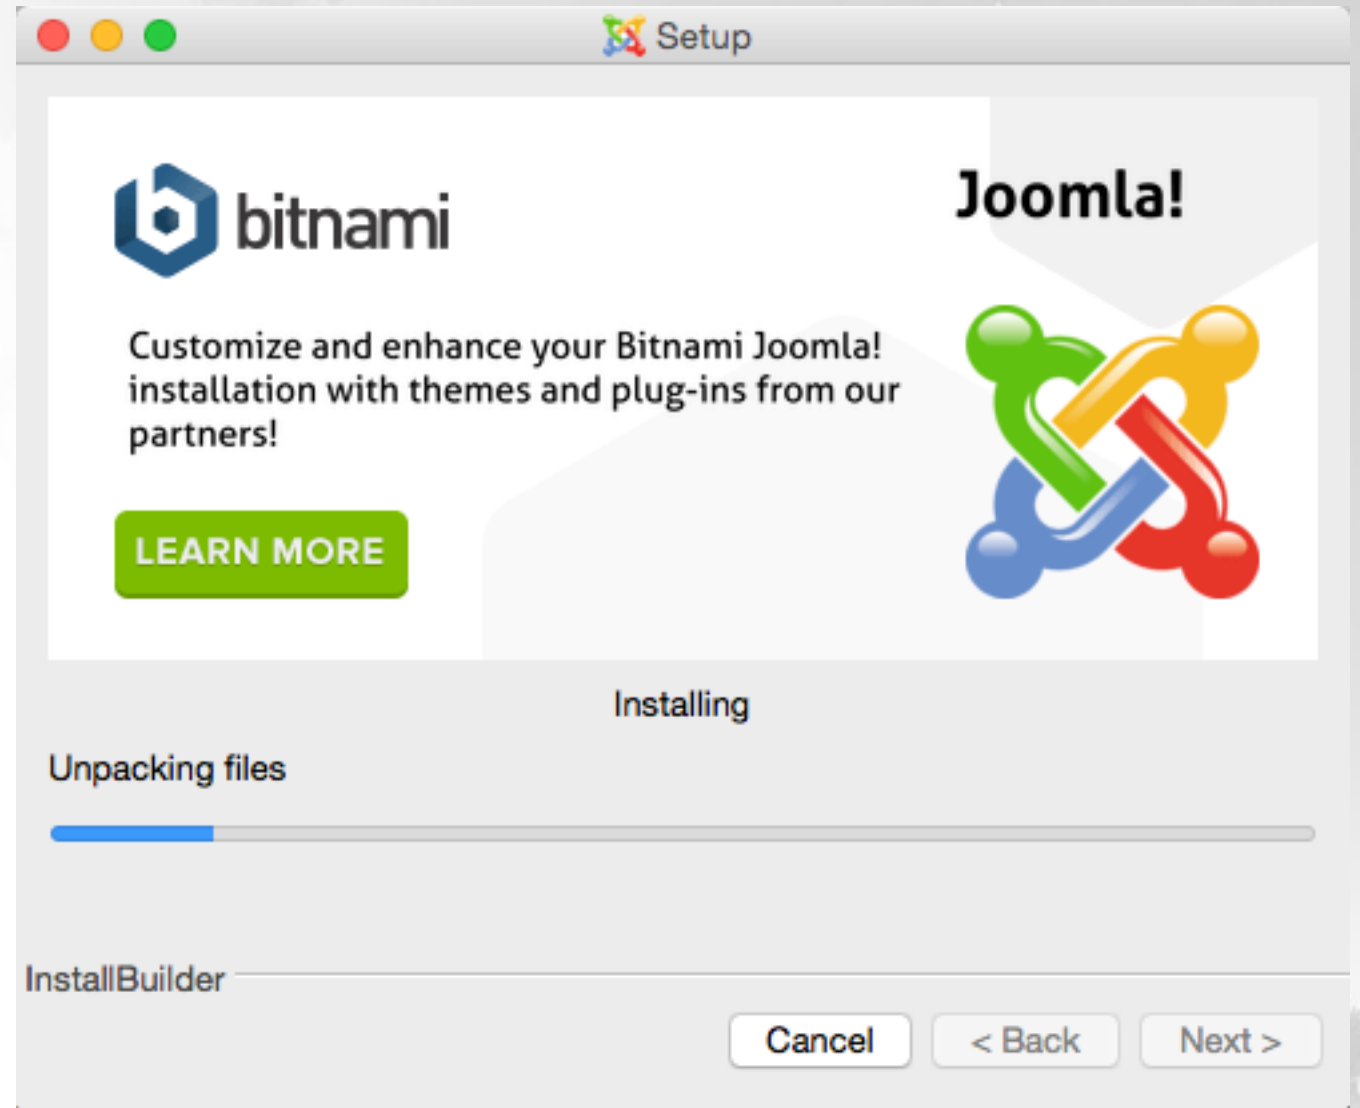 Setup
bitnami
Joomla!
Customize and enhance your Bitnami Joomla!
installation with themes and plug-ins from our
partners!
LEARN MORE
Installing
Unpacking files
InstallBuilder
Cancel
< Back
Next >